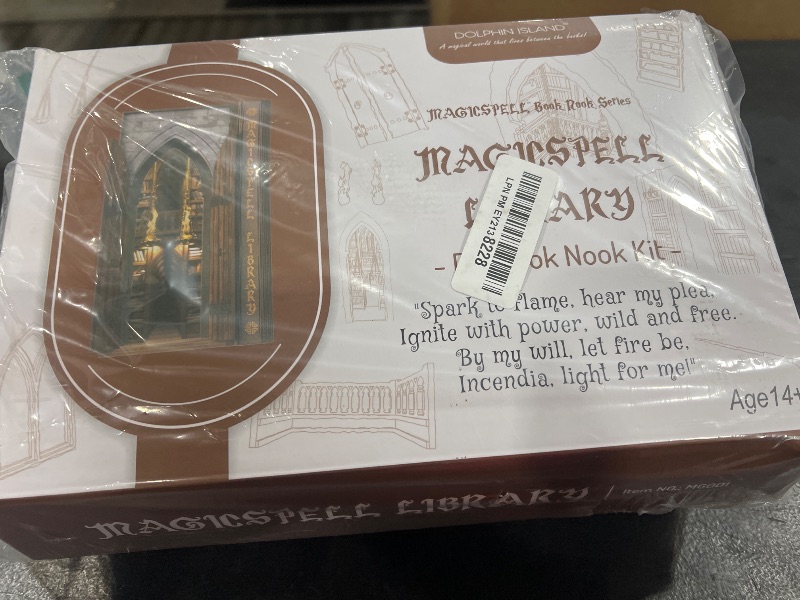 DOLPHIN ISLAND®
A magical world that lives between the books!
MAGICSPELL Book Nook Series
MAGICSPELL
ARY
- ok Nook Kit -
"Spark to flame, hear my plea,
Ignite with power, wild and free.
By my will, let fire be,
Incendia, light for me!"
Age14+
LPN PM EY2138228
MAGICSPELL LIBRARY
MAGICSPELL LIBRARY | Item NO.: MG001